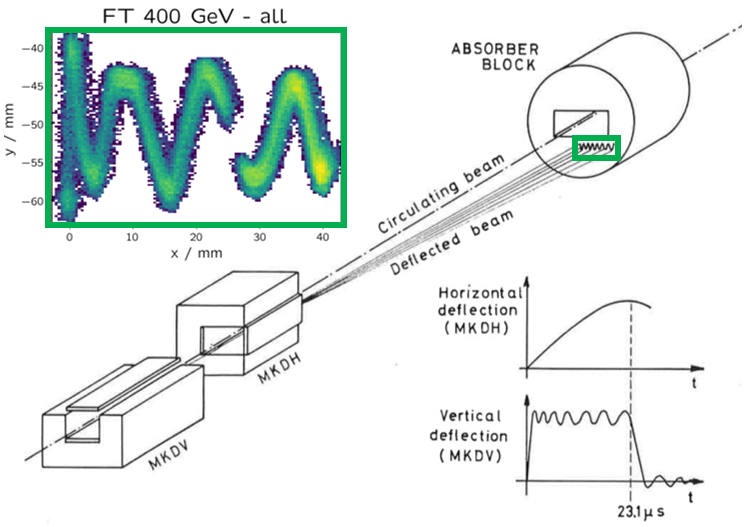 FT 400 GeV - all
−40
−45
−50
−55
−60
y / mm
0
10
20
30
40
x / mm
ABSORBER
BLOCK
Circulating beam
Deflected beam
MKDH
MKDV
Horizontal
deflection
(MKDH)
t
Vertical
deflection
(MKDV)
t
23.1 µs